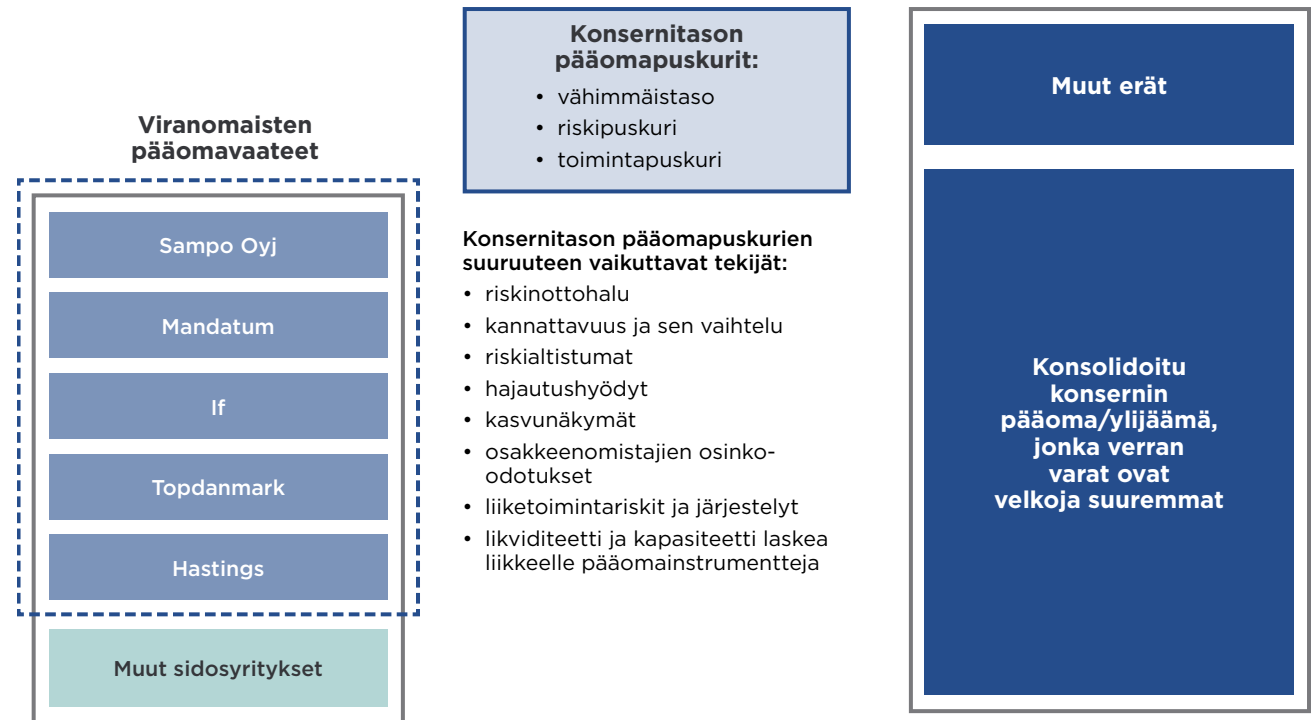 Viranomaisten
pääomavaateet
Sampo Oyj
Mandatum
If
Topdanmark
Hastings
Muut sidosyritykset
Konsernitason
pääomapuskurit:
• vähimmäistaso
• riskipuskuri
• toimintapuskuri
Konsernitason pääomapuskurien
suuruuteen vaikuttavat tekijät:
• riskinottohalu
• kannattavuus ja sen vaihtelu
• riskialtistumat
• hajautushyödyt
• kasvunäkymät
• osakkeenomistajien osinko-
odotukset
• liiketoimintariskit ja järjestelyt
• likviditeetti ja kapasiteetti laskea
liikkeelle pääomainstrumentteja
Muut erät
Konsolidoitu
konsernin
pääoma/ylijäämä,
jonka verran
varat ovat
velkoja suuremmat